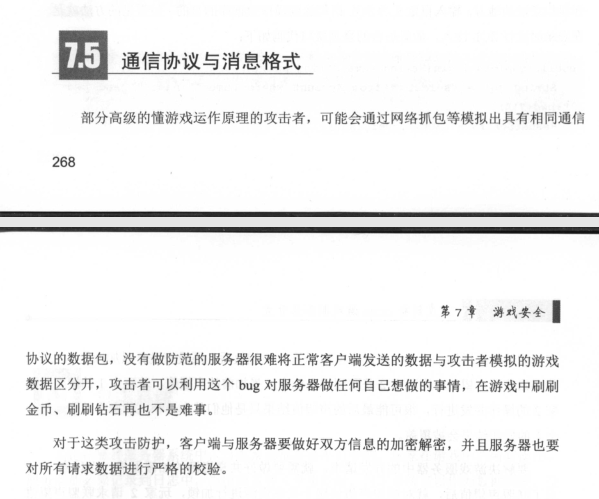 7.5 通信协议与消息格式
部分高级的懂游戏运作原理的攻击者，可能会通过网络抓包等模拟出具有相同通信
268
第 7 章 游戏安全
协议的数据包，没有做防范的服务器很难将正常客户端发送的数据与攻击者模拟的游戏
数据区分开，攻击者可以利用这个 bug 对服务器做任何自己想做的事情，在游戏中刷刷
金币、刷刷钻石再也不是难事。
对于这类攻击防护，客户端与服务器要做好双方信息的加密解密，并且服务器也要
对所有请求数据进行严格的校验。